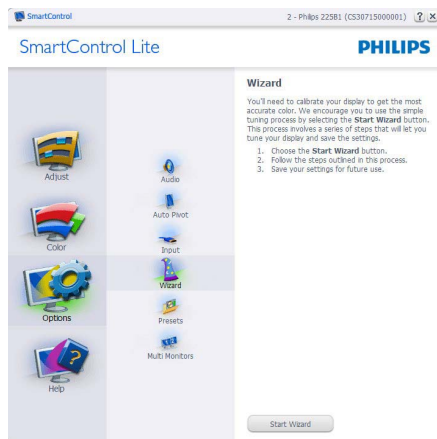 SmartControl
2 - Philips 225B1 (CS30715000001)
?
SmartControl Lite
PHILIPS
Adjust
Color
Options
Help
Audio
Auto Pivot
Input
Wizard
Presets
Multi Monitors
Wizard
You'll need to calibrate your display to get the most
accurate color. We encourage you to use the simple
tuning process by selecting the Start Wizard button.
This process involves a series of steps that will let you
tune your display and save the settings.
1. Choose the Start Wizard button.
2. Follow the steps outlined in this process.
3. Save your settings for future use.
Start Wizard